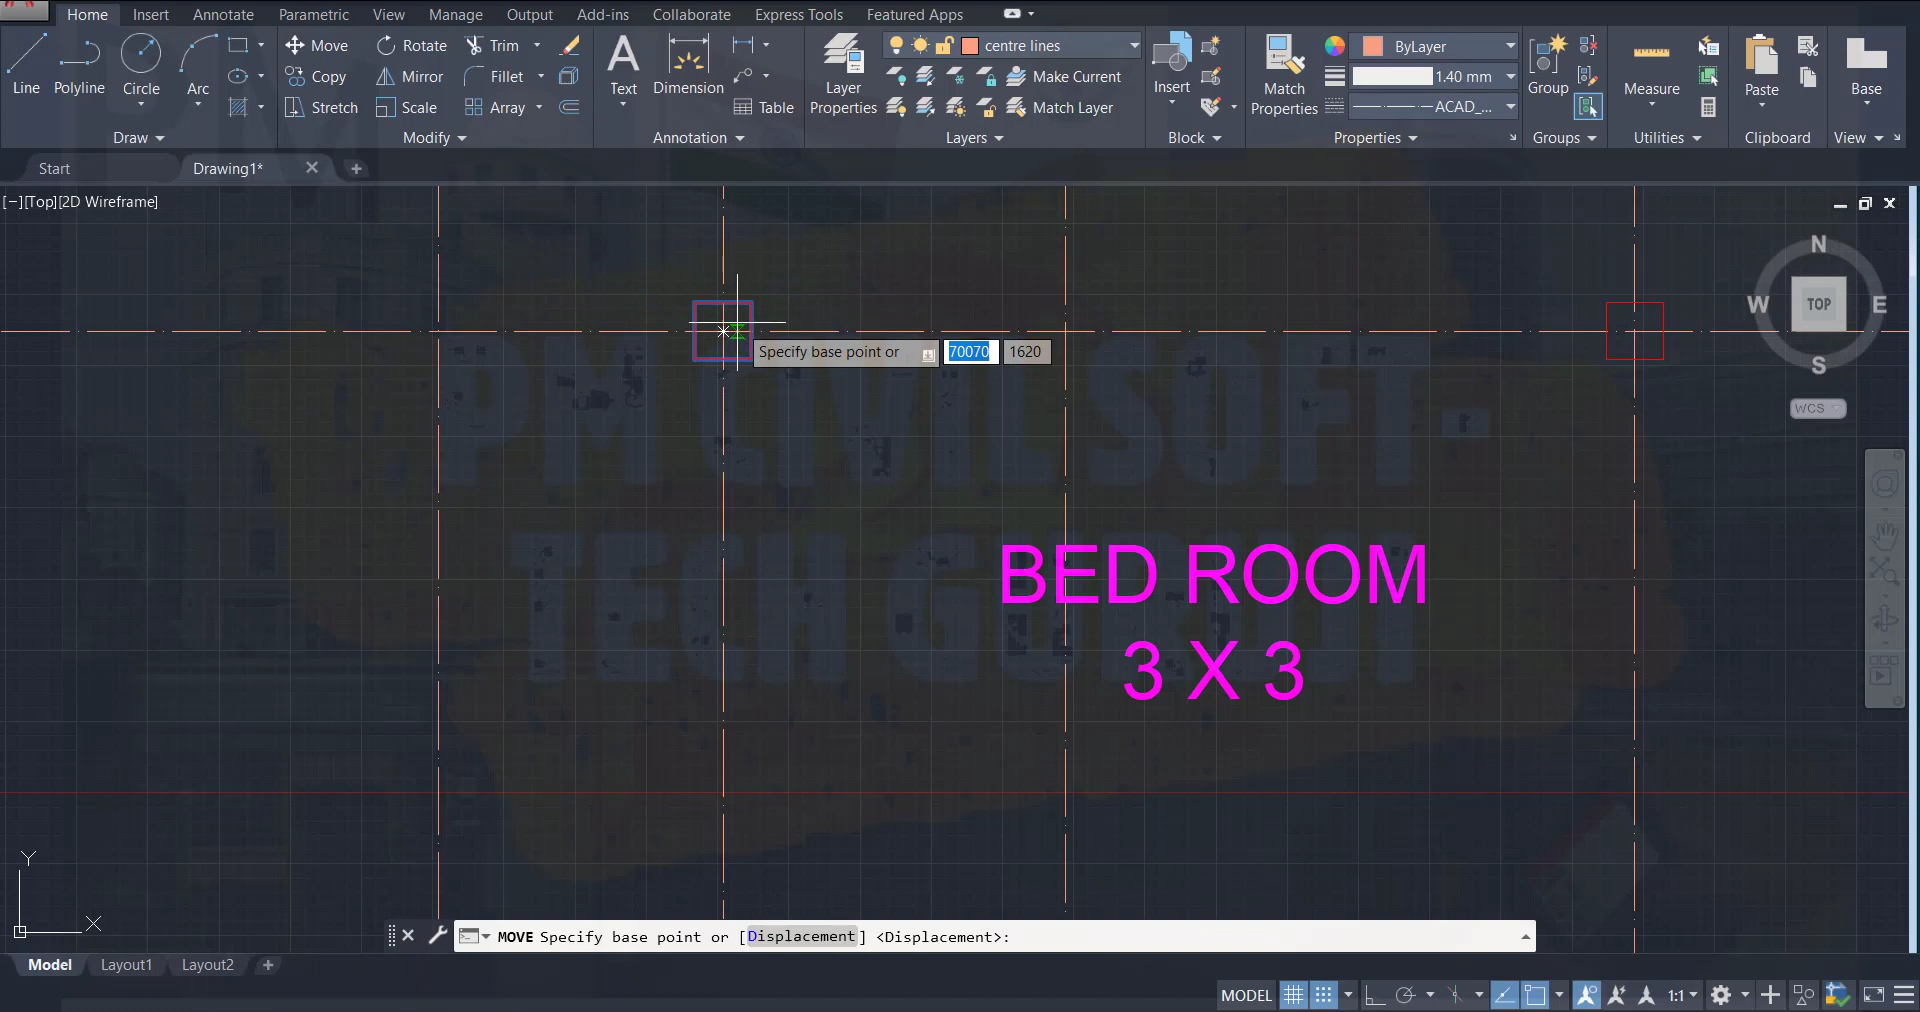 Home Insert Annotate Parametric View Manage Output Add-ins Collaborate Express Tools Featured Apps
Line Polyline Circle Arc
Move Rotate Trim
Copy Mirror Fillet
Stretch Scale Array
Text Dimension Table
Layer Properties
centre lines
Make Current
Match Layer
Insert
Match Properties
ByLayer
1.40 mm
ACAD_...
Group
Measure
Paste
Base
Draw Modify Annotation Layers Block Properties Groups Utilities Clipboard View
Start Drawing1*
[−][Top][2D Wireframe]
N
W TOP E
S
WCS
Specify base point or 70070 1620
PM CIVILSOFT-
TECH GURUJI
BED ROOM
3 X 3
Y
X
MOVE Specify base point or [Displacement] <Displacement>:
Model Layout1 Layout2
MODEL 1:1